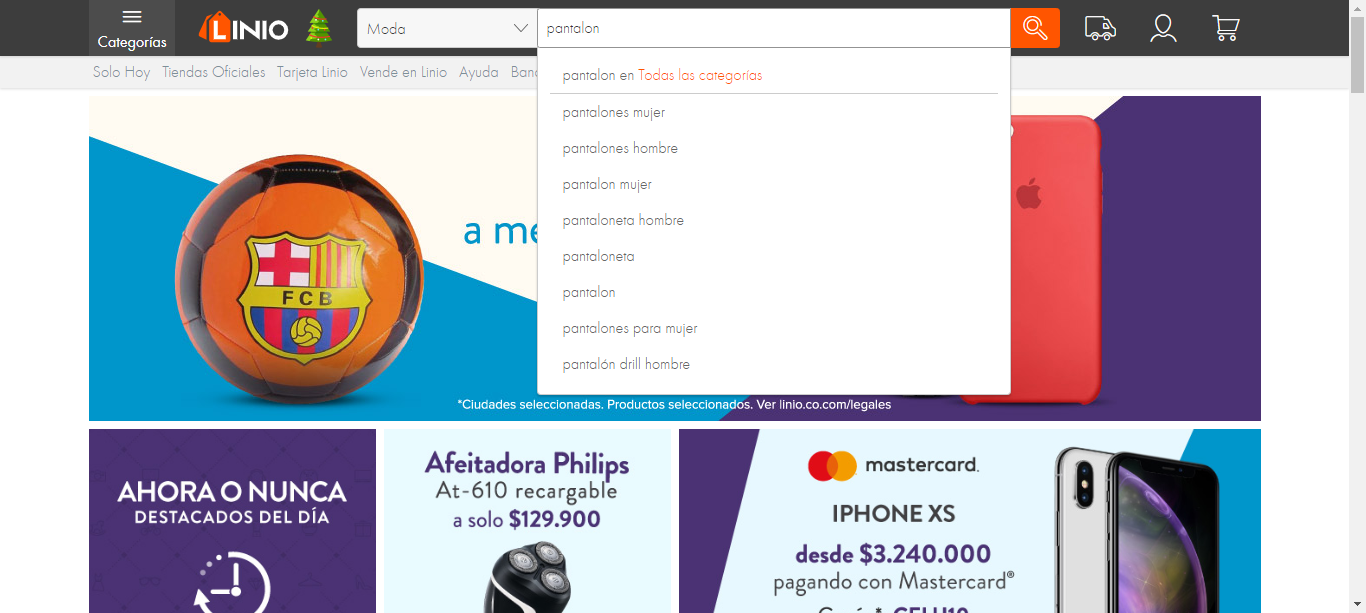 Categorías
LINIO
Moda
pantalon
Solo Hoy Tiendas Oficiales Tarjeta Linio Vende en Linio Ayuda
pantalon en Todas las categorías
pantalones mujer
pantalones hombre
pantalon mujer
pantaloneta hombre
pantaloneta
pantalon
pantalones para mujer
pantalón drill hombre
a
FCB
*Ciudades seleccionadas. Productos seleccionados. Ver linio.co.com/legales
AHORA O NUNCA
DESTACADOS DEL DÍA
Afeitadora Philips
At-610 recargable
a solo $129.900
mastercard.
IPHONE XS
desde $3.240.000
pagando con Mastercard®